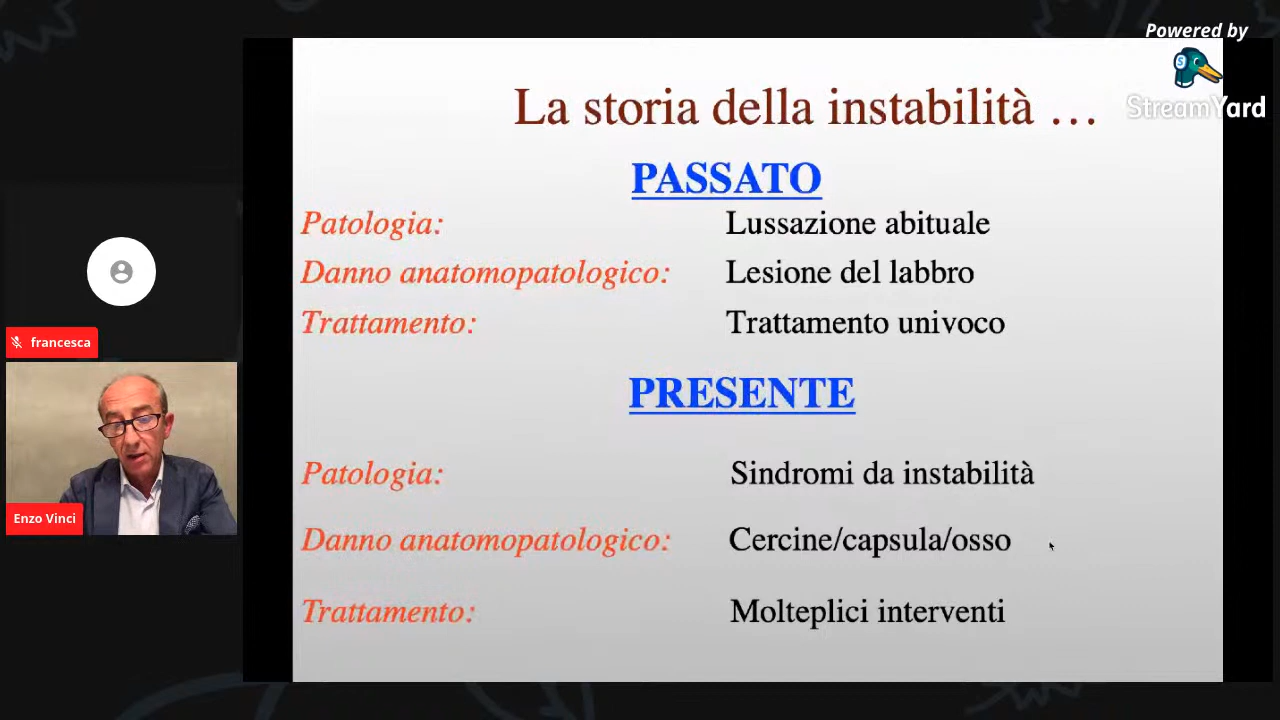 Powered by
StreamYard
La storia della instabilità …
PASSATO
Patologia: Lussazione abituale
Danno anatomopatologico: Lesione del labbro
Trattamento: Trattamento univoco
PRESENTE
Patologia: Sindromi da instabilità
Danno anatomopatologico: Cercine/capsula/osso
Trattamento: Molteplici interventi
francesca
Enzo Vinci